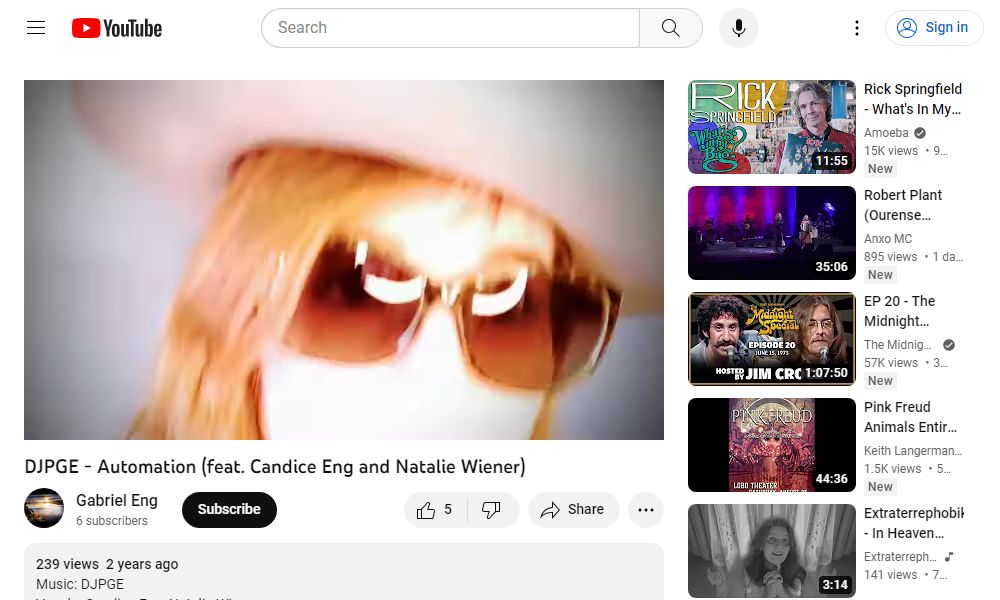 YouTube
Search
Sign in
DJPGE - Automation (feat. Candice Eng and Natalie Wiener)
Gabriel Eng
6 subscribers
Subscribe
5
Share
239 views 2 years ago
Music: DJPGE
RICK
SPRINGFIELD
What's
in my
Bag?
11:55
Rick Springfield
- What's In My...
Amoeba
15K views • 9...
New
35:06
Robert Plant
(Ourense...
Anxo MC
895 views • 1 da...
New
Midnight
Special
EPISODE 20
JUNE 15, 1973
HOSTED BY JIM CRO
1:07:50
EP 20 - The
Midnight...
The Midnig...
57K views • 3...
New
PINK FREUD
LOBO THEATER
44:36
Pink Freud
Animals Entir...
Keith Langerman...
1.5K views • 5...
New
3:14
Extraterrephobik
- In Heaven...
Extraterreph...
141 views • 7...